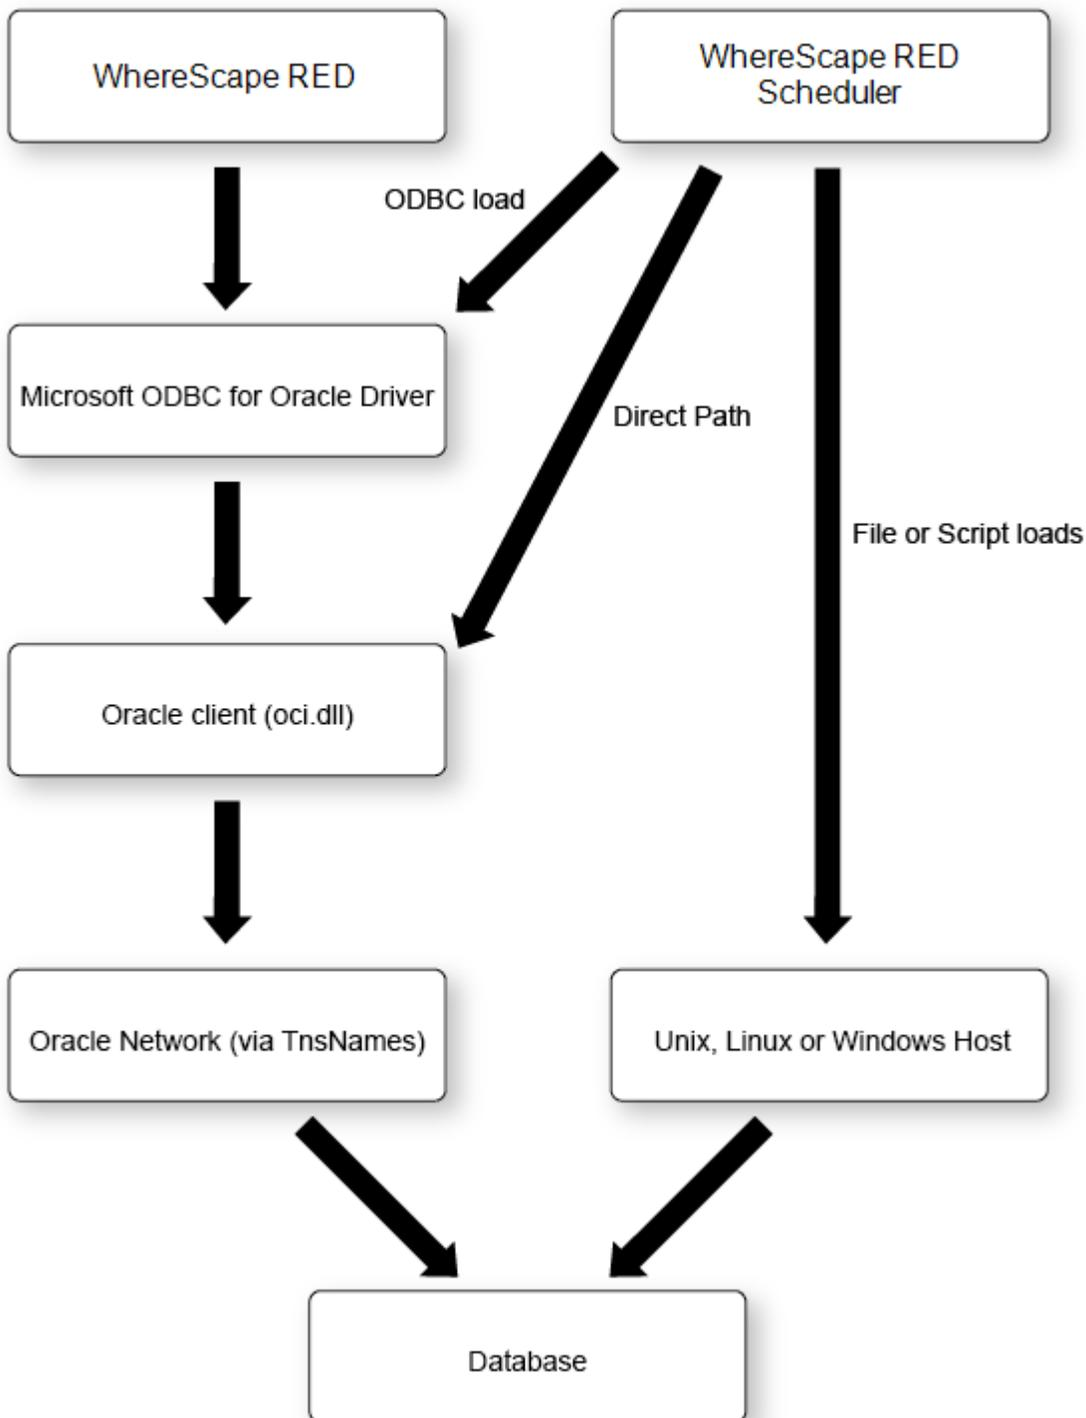 WhereScape RED
WhereScape RED
Scheduler
ODBC load
Microsoft ODBC for Oracle Driver
Direct Path
File or Script loads
Oracle client (oci.dll)
Oracle Network (via TnsNames)
Unix, Linux or Windows Host
Database